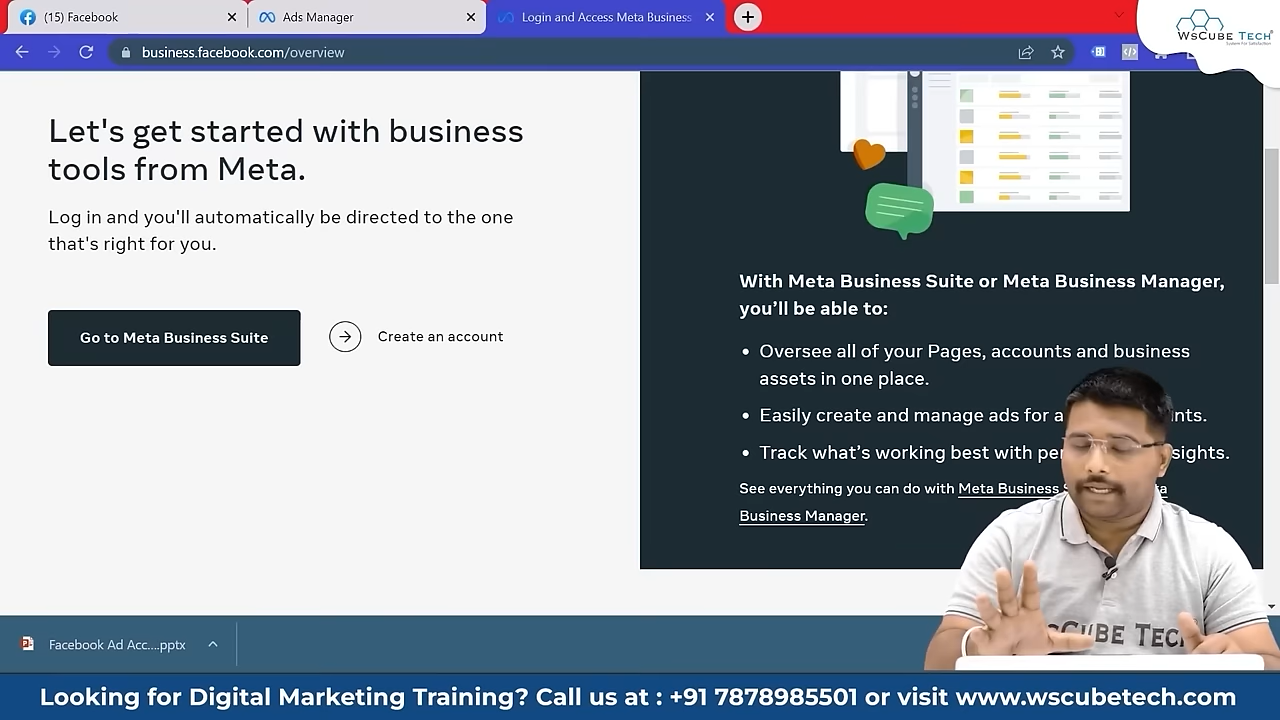 (15) Facebook
Ads Manager
Login and Access Meta Business
WsCube Tech
System For Satisfaction
business.facebook.com/overview
Let's get started with business
tools from Meta.
Log in and you'll automatically be directed to the one
that's right for you.
Go to Meta Business Suite
Create an account
With Meta Business Suite or Meta Business Manager,
you'll be able to:
• Oversee all of your Pages, accounts and business
assets in one place.
• Easily create and manage ads for
• Track what's working best with
See everything you can do with Meta Business
Business Manager.
Facebook Ad Acc....pptx
WsCube Tech
Looking for Digital Marketing Training? Call us at : +91 7878985501 or visit www.wscubetech.com